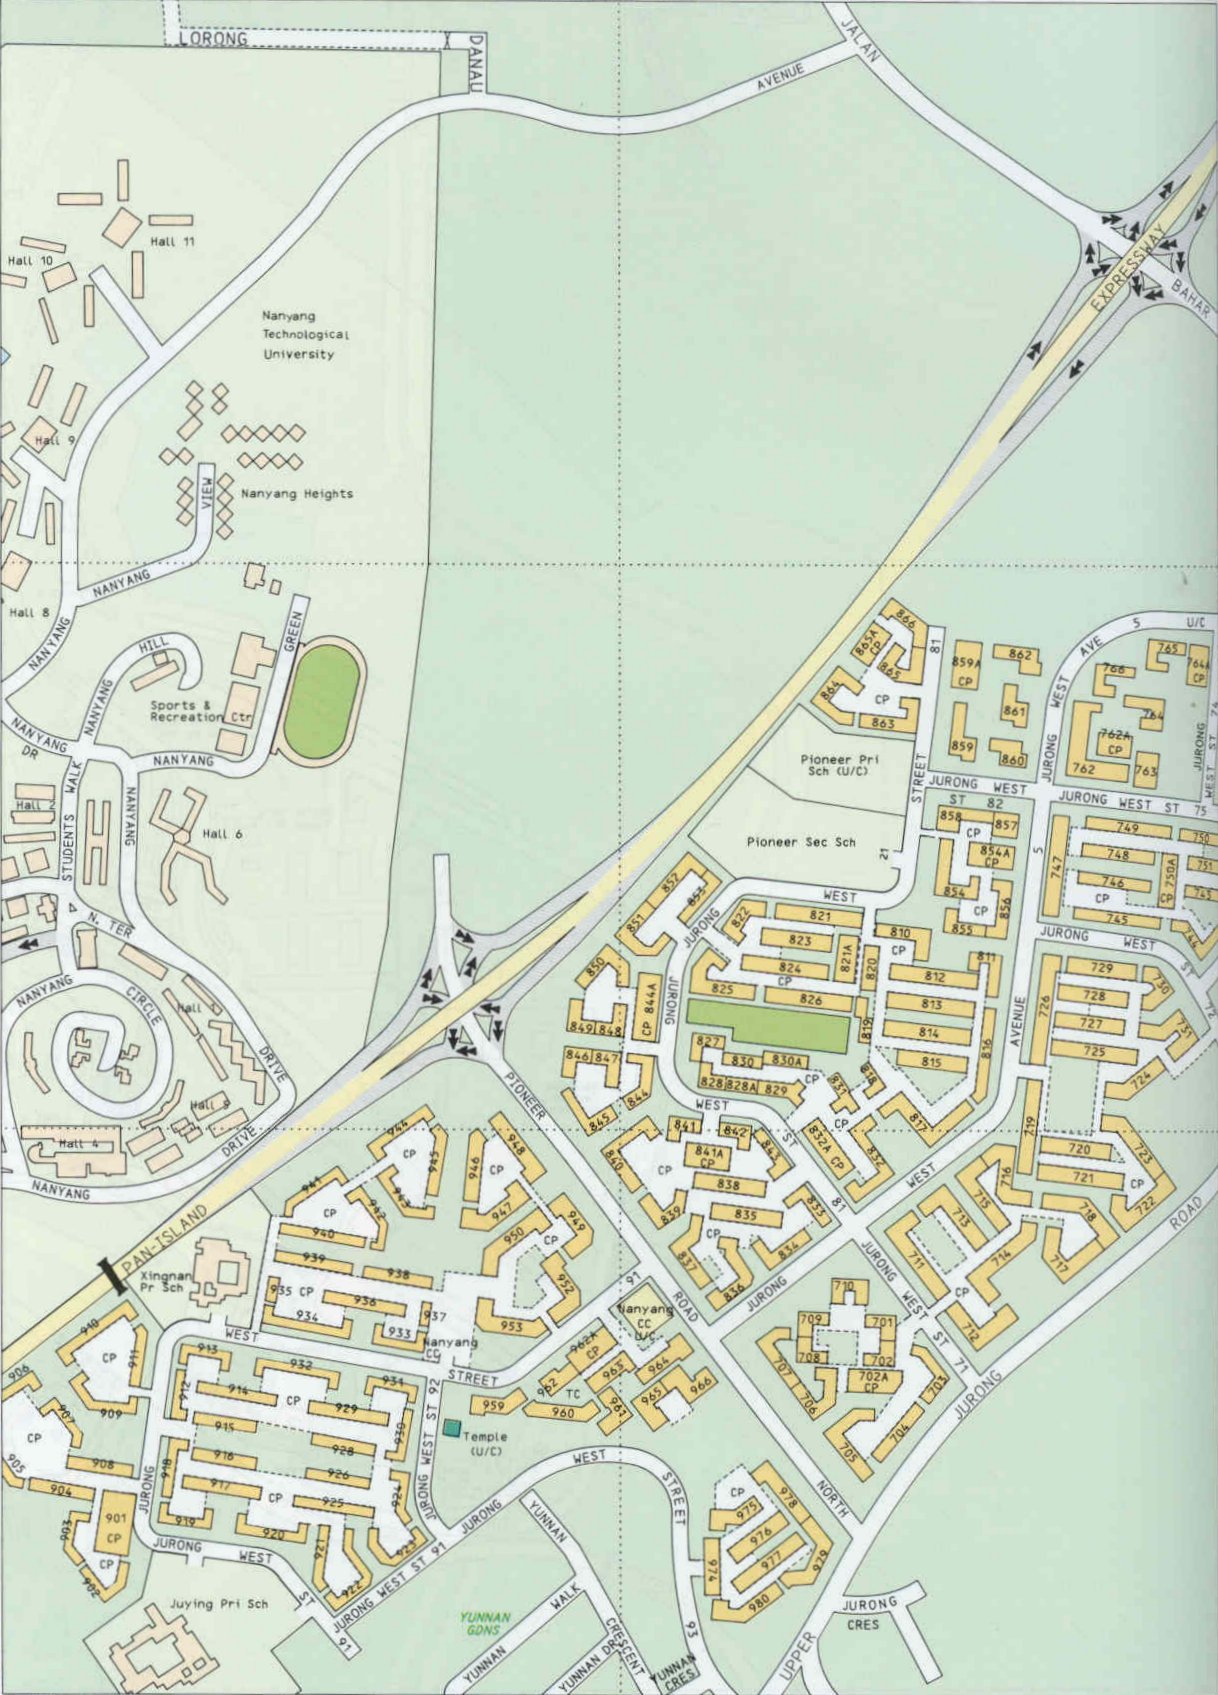 LORONG
DANAU
JALAN
AVENUE
EXPRESSWAY
BAHAR
Hall 11
Hall 10
Nanyang
Technological
University
Hall 9
VIEW
Nanyang Heights
NANYANG
Hall 8
NANYANG
HILL
GREEN
NANYANG
Sports &
Recreation Ctr
NANYANG
DR
NANYANG
WALK
STUDENTS
Hall 2
NANYANG
Hall 6
N. TER
NANYANG
CIRCLE
Hall 5
DRIVE
Hall 4
DRIVE
NANYANG
PAN-ISLAND
866
865A
CP
865
864
CP
863
81
859A
CP
862
861
859
860
AVE
5
U/C
WEST
JURONG
765
764A
CP
766
764
762A
CP
762
763
JURONG
WEST ST
Pioneer Pri
Sch (U/C)
STREET
JURONG WEST
ST 82
JURONG WEST ST 75
Pioneer Sec Sch
21
858
CP
857
854A
CP
854
CP
856
855
5
747
749
748
746
CP
745
CP 750A
750
751
743
744
JURONG WEST
ST
72
852
853
851
JURONG
WEST
822
821
823
821A
824
CP
825
826
820
810
CP
811
812
813
814
815
816
819
818
817
AVENUE
726
729
728
727
725
730
731
724
850
849
848
CP 844A
JURONG
846
847
845
844
827
830
830A
828
828A
829
CP
831
WEST
ST
832A CP
CP
832
81
WEST
719
720
721
723
CP
722
716
715
718
717
713
711
714
CP
712
ROAD
PIONEER
840
841
842
843
841A
CP
CP
838
839
835
833
834
CP
837
836
JURONG
JURONG WEST ST 71
710
709
708
701
702
702A
CP
707
706
703
704
705
JURONG
944
CP
945
943
941
942
CP
940
939
938
946
948
CP
947
950
949
CP
952
953
935
CP
936
934
933
937
Nanyang
CC
Xingnan
Pr Sch
WEST
STREET
91
Nanyang
CC
U/C
ROAD
962A
CP
962
963
964
TC
959
960
961
965
966
Temple
(U/C)
910
CP
911
909
906
907
CP
905
908
904
903
901
CP
CP
902
JURONG
913
912
914
915
916
918
917
919
932
CP
929
931
930
928
926
CP
925
924
920
921
922
923
JURONG WEST ST 92
JURONG
WEST
ST
91
JURONG WEST ST 91
JURONG
WEST
STREET
93
NORTH
CP
975
976
977
978
979
974
980
UPPER
JURONG
CRES
Juying Pri Sch
YUNNAN
GDNS
YUNNAN
WALK
YUNNAN
CRESCENT
YUNNAN DR
YUNNAN
CRES